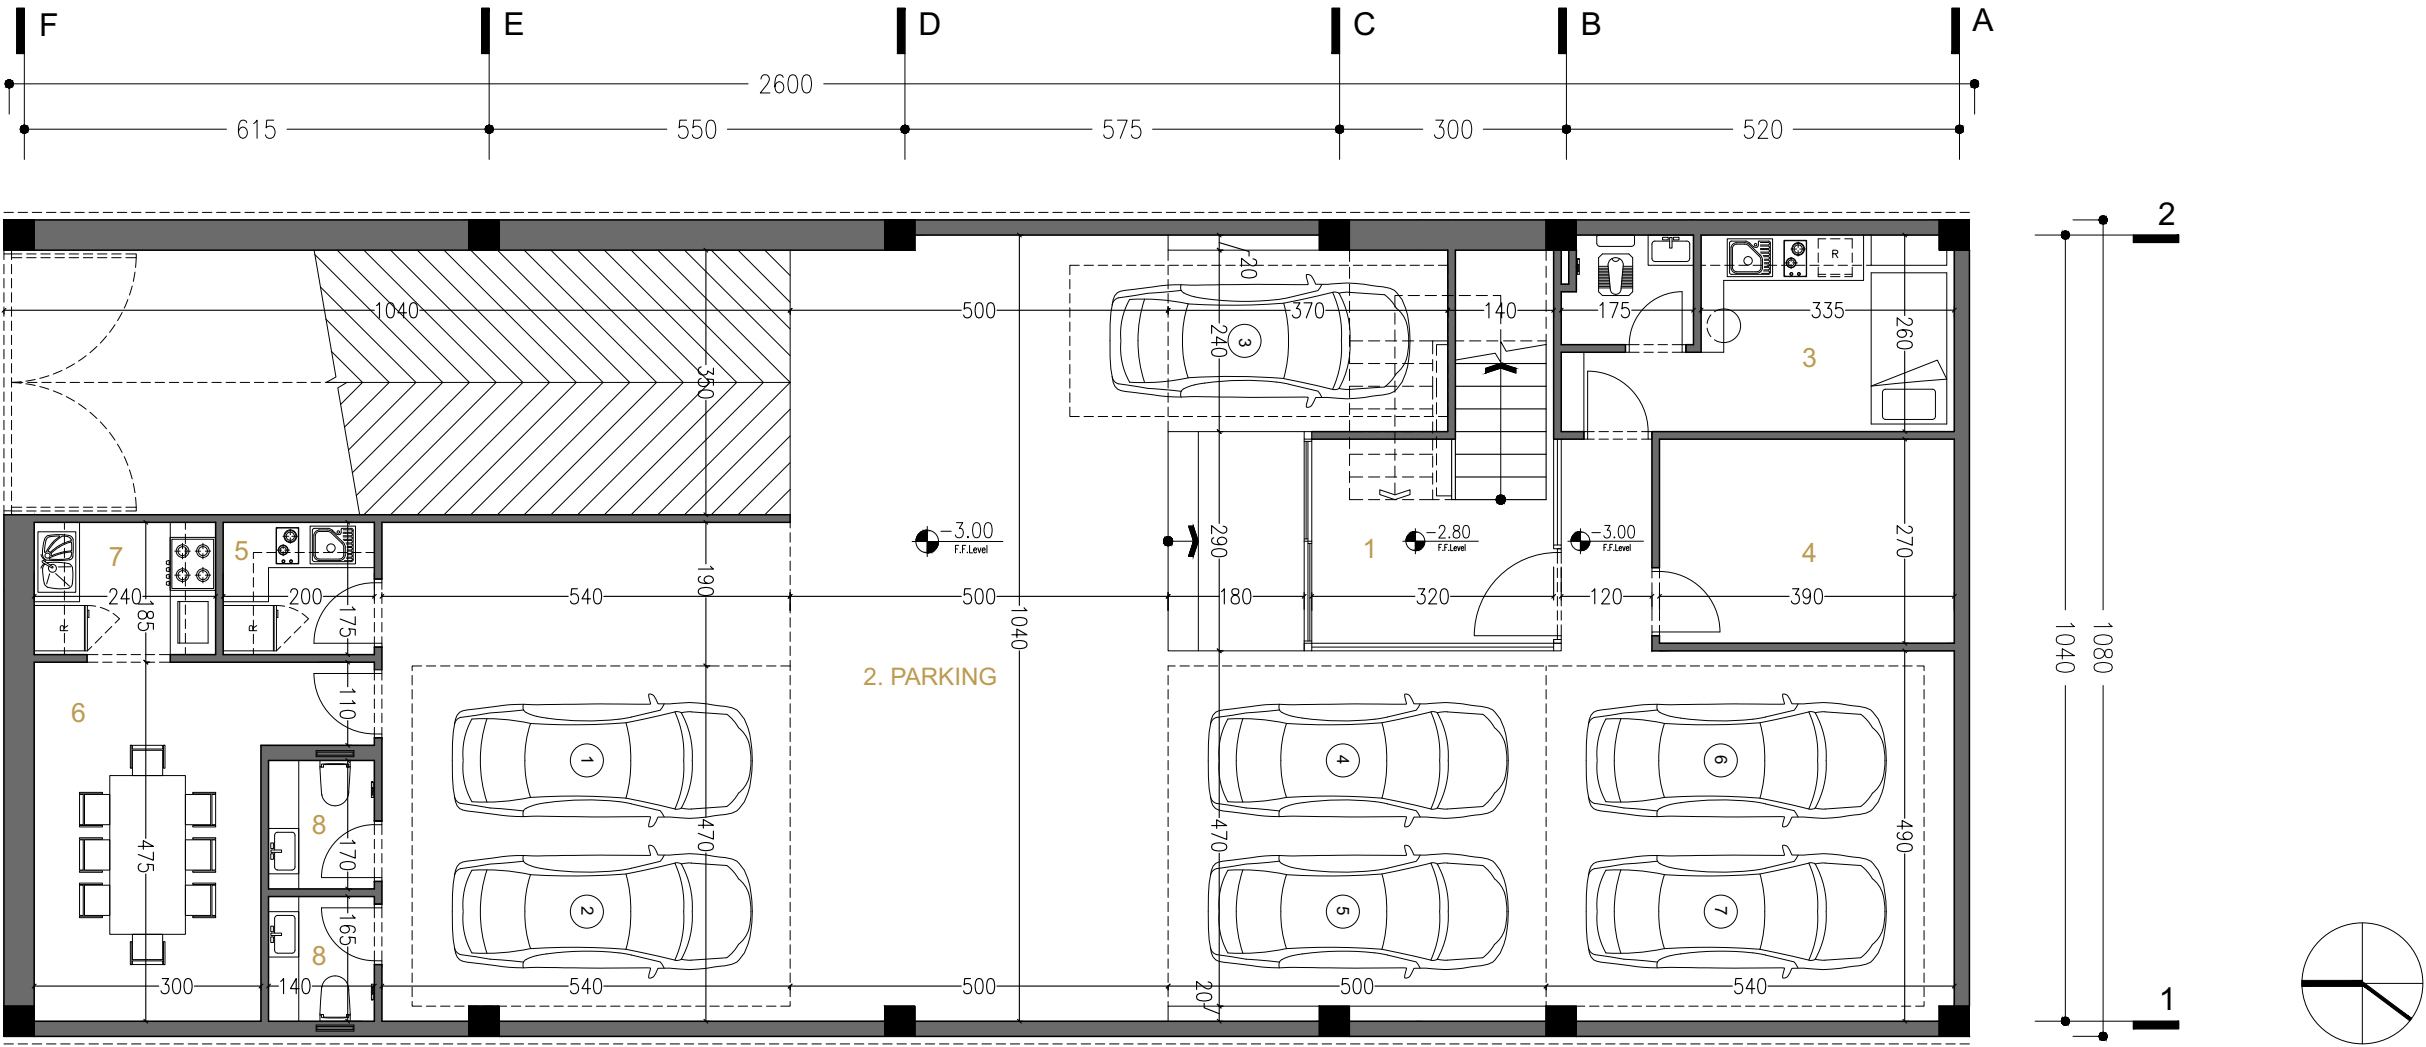 F E D C B A
2600
615 550 575 300 520
2
20
1040 500 370 140 175 335
R
3
240
260
350
3
-3.00
F.F.Level
-2.80
F.F.Level
-3.00
F.F.Level
7 5 1 4
290 270
190
240 200 540 500 180 320 120 390
185 175
R R
1040
1040 1080
2. PARKING
6
110
1 4 6
8
475 170 470 470 490
2 5 7
165
8
300 140 540 500 500 540
20
1